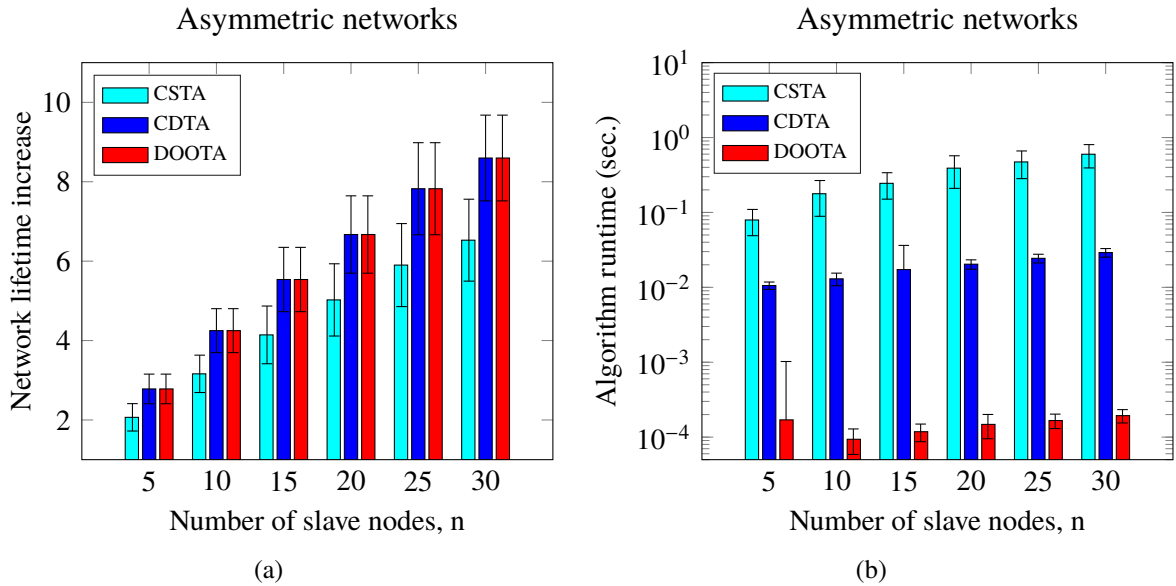 Asymmetric networks
Network lifetime increase
10
8
6
4
2
CSTA
CDTA
DOOTA
5 10 15 20 25 30
Number of slave nodes, n
(a)
Asymmetric networks
Algorithm runtime (sec.)
10^1
10^0
10^−1
10^−2
10^−3
10^−4
CSTA
CDTA
DOOTA
5 10 15 20 25 30
Number of slave nodes, n
(b)